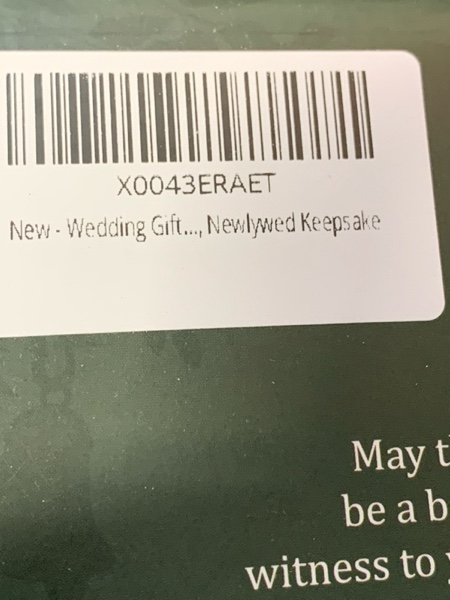 X0043ERAET
New - Wedding Gift..., Newlywed Keepsake
May t
be a b
witness to y